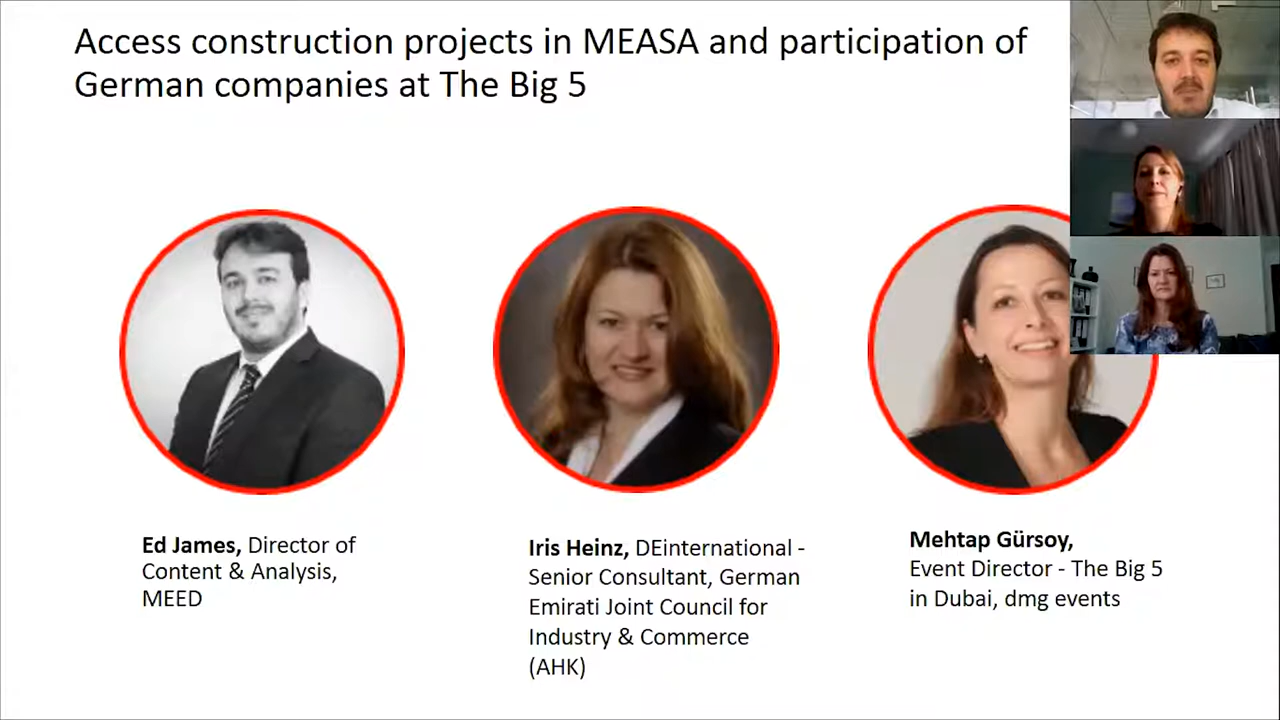 Access construction projects in MEASA and participation of
German companies at The Big 5
Ed James, Director of
Content & Analysis,
MEED
Iris Heinz, DEinternational -
Senior Consultant, German
Emirati Joint Council for
Industry & Commerce
(AHK)
Mehtap Gürsoy,
Event Director - The Big 5
in Dubai, dmg events